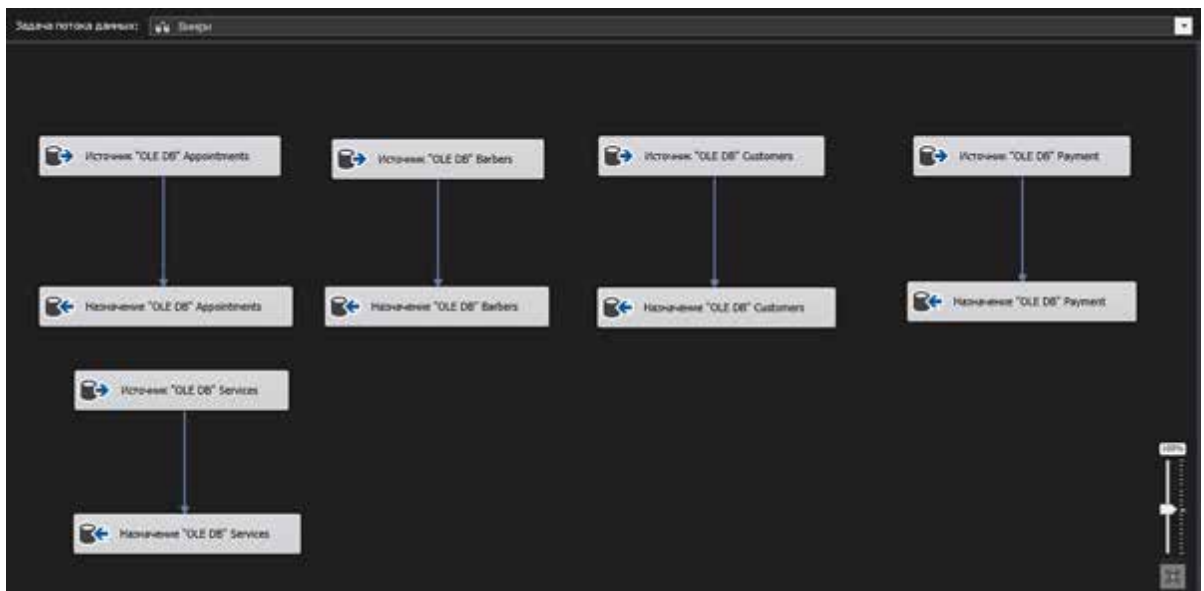 Задача потока данных:
Источник "OLE DB" Appointments
Источник "OLE DB" Barbers
Источник "OLE DB" Customers
Источник "OLE DB" Payment
Назначение "OLE DB" Appointments
Назначение "OLE DB" Barbers
Назначение "OLE DB" Customers
Назначение "OLE DB" Payment
Источник "OLE DB" Services
100%
Назначение "OLE DB" Services